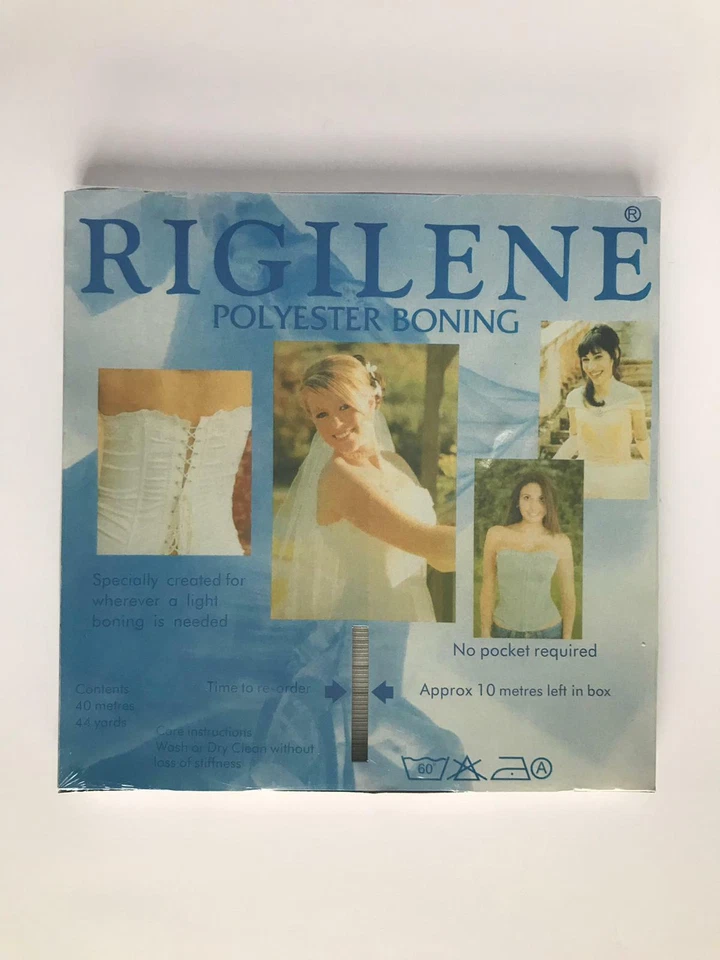 RIGILENE®
POLYESTER BONING
Specially created for
wherever a light
boning is needed
No pocket required
Contents
40 metres
44 yards
Time to re-order
Approx 10 metres left in box
Care Instructions
Wash or Dry Clean without
loss of stiffness
60°
A